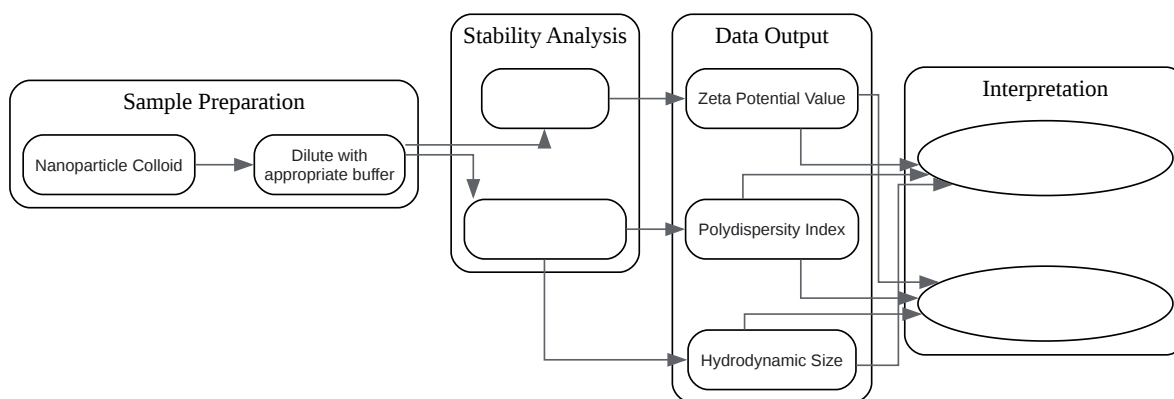 Sample Preparation
Nanoparticle Colloid
Dilute with
appropriate buffer
Stability Analysis
Data Output
Zeta Potential Value
Polydispersity Index
Hydrodynamic Size
Interpretation